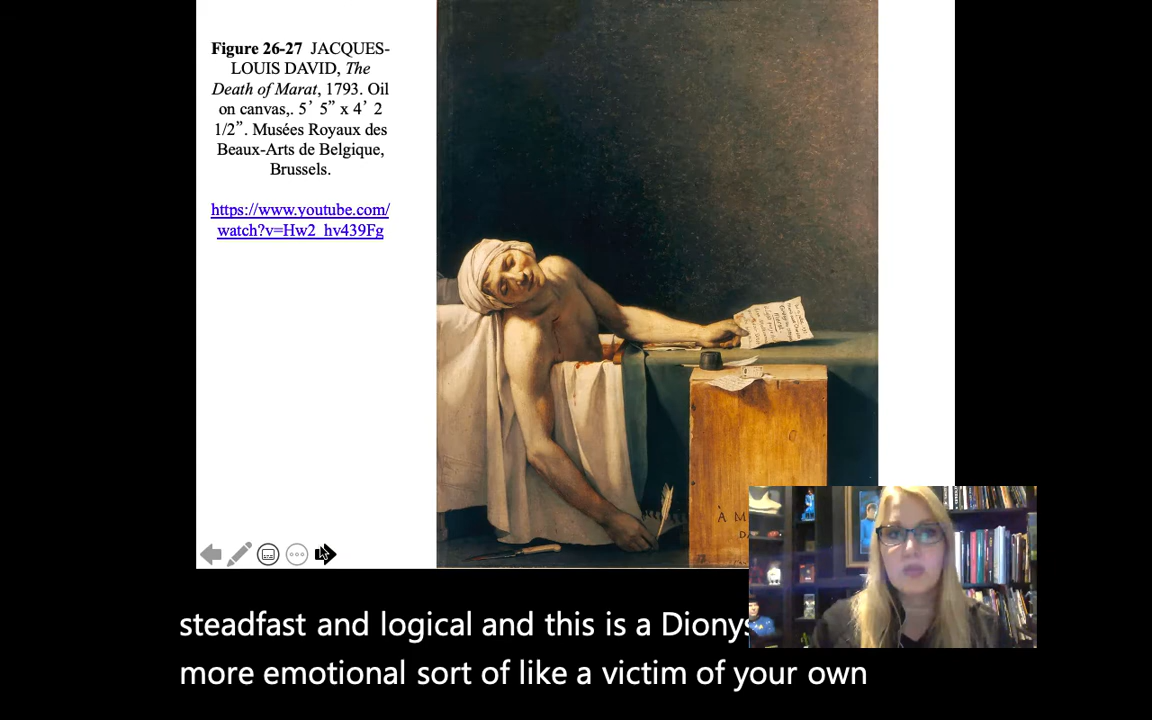 Figure 26-27 JACQUES-
LOUIS DAVID, The
Death of Marat, 1793. Oil
on canvas,. 5’ 5” x 4’ 2
1/2”. Musées Royaux des
Beaux-Arts de Belgique,
Brussels.
https://www.youtube.com/
watch?v=Hw2_hv439Fg
À M
D
steadfast and logical and this is a Dionys
more emotional sort of like a victim of your own